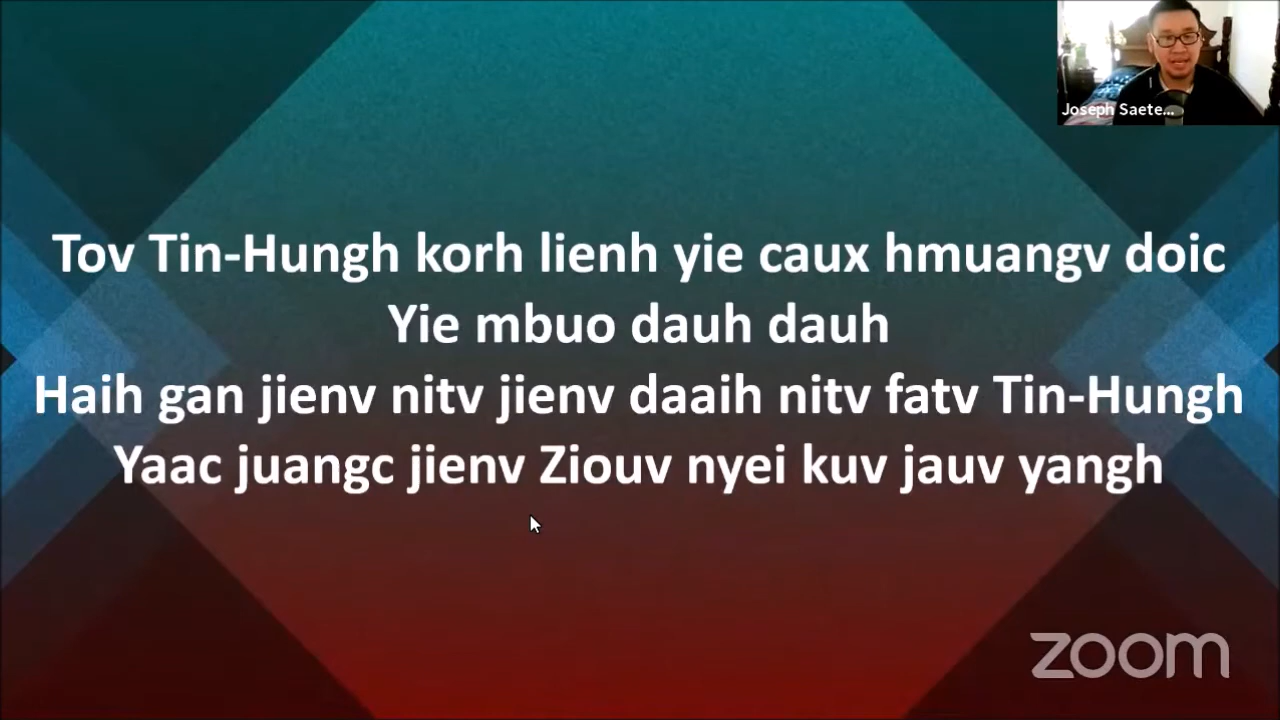 Joseph Saete...
Tov Tin-Hungh korh lienh yie caux hmuangv doic
Yie mbuo dauh dauh
Haih gan jienv nitv jienv daaih nitv fatv Tin-Hungh
Yaac juangc jienv Ziouv nyei kuv jauv yangh
zoom